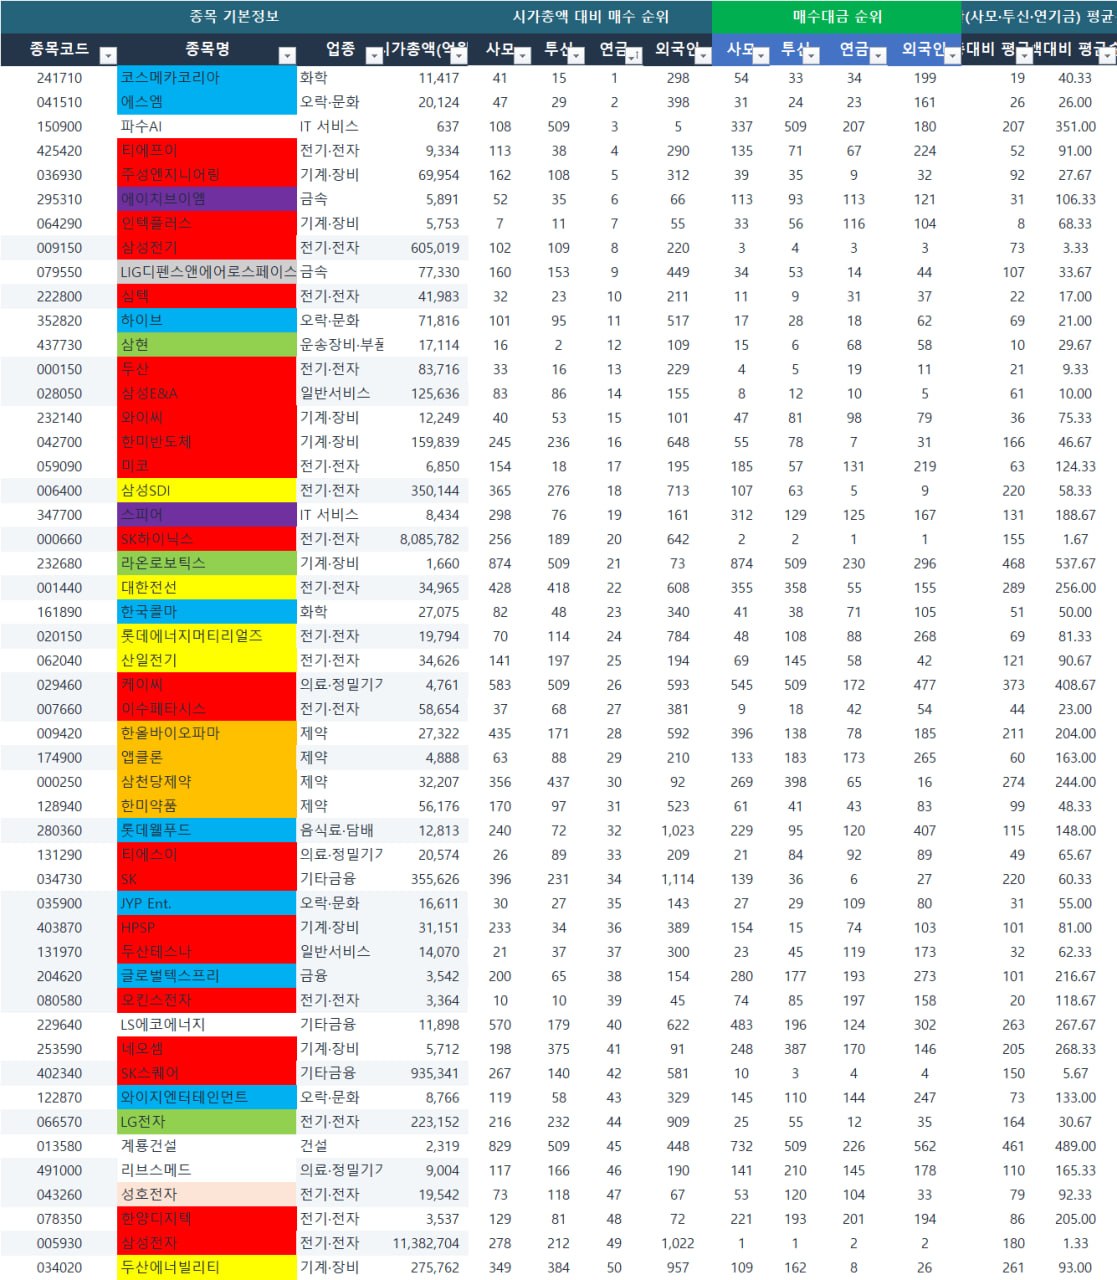 종목 기본정보 시가총액 대비 매수 순위 매수대금 순위 (사모·투신·연기금) 평균
종목코드 종목명 업종 시가총액(억원 사모 투신 연금 외국인 사모 투신 연금 외국인 대비 평균 대비 평균
241710 코스메카코리아 화학 11,417 41 15 1 298 54 33 34 199 19 40.33
041510 에스엠 오락·문화 20,124 47 29 2 398 31 24 23 161 26 26.00
150900 파수AI IT 서비스 637 108 509 3 5 337 509 207 180 207 351.00
425420 티에프이 전기·전자 9,334 113 38 4 290 135 71 67 224 52 91.00
036930 주성엔지니어링 기계·장비 69,954 162 108 5 312 39 35 9 32 92 27.67
295310 에이치브이엠 금속 5,891 52 35 6 66 113 93 113 121 31 106.33
064290 인텍플러스 기계·장비 5,753 7 11 7 55 33 56 116 104 8 68.33
009150 삼성전기 전기·전자 605,019 102 109 8 220 3 4 3 3 73 3.33
079550 LIG디펜스앤에어로스페이스 금속 77,330 160 153 9 449 34 53 14 44 107 33.67
222800 심텍 전기·전자 41,983 32 23 10 211 11 9 31 37 22 17.00
352820 하이브 오락·문화 71,816 101 95 11 517 17 28 18 62 69 21.00
437730 삼현 운송장비·부품 17,114 16 2 12 109 15 6 68 58 10 29.67
000150 두산 전기·전자 83,716 33 16 13 229 4 5 19 11 21 9.33
028050 삼성E&A 일반서비스 125,636 83 86 14 155 8 12 10 5 61 10.00
232140 와이씨 기계·장비 12,249 40 53 15 101 47 81 98 79 36 75.33
042700 한미반도체 기계·장비 159,839 245 236 16 648 55 78 7 31 166 46.67
059090 미코 전기·전자 6,850 154 18 17 195 185 57 131 219 63 124.33
006400 삼성SDI 전기·전자 350,144 365 276 18 713 107 63 5 9 220 58.33
347700 스피어 IT 서비스 8,434 298 76 19 161 312 129 125 167 131 188.67
000660 SK하이닉스 전기·전자 8,085,782 256 189 20 642 2 2 1 1 155 1.67
232680 라온로보틱스 기계·장비 1,660 874 509 21 73 874 509 230 296 468 537.67
001440 대한전선 전기·전자 34,965 428 418 22 608 355 358 55 155 289 256.00
161890 한국콜마 화학 27,075 82 48 23 340 41 38 71 105 51 50.00
020150 롯데에너지머티리얼즈 전기·전자 19,794 70 114 24 784 48 108 88 268 69 81.33
062040 산일전기 전기·전자 34,626 141 197 25 194 69 145 58 42 121 90.67
029460 케이씨 의료·정밀기기 4,761 583 509 26 593 545 509 172 477 373 408.67
007660 이수페타시스 전기·전자 58,654 37 68 27 381 9 18 42 54 44 23.00
009420 한올바이오파마 제약 27,322 435 171 28 592 396 138 78 185 211 204.00
174900 앱클론 제약 4,888 63 88 29 210 133 183 173 265 60 163.00
000250 삼천당제약 제약 32,207 356 437 30 92 269 398 65 16 274 244.00
128940 한미약품 제약 56,176 170 97 31 523 61 41 43 83 99 48.33
280360 롯데웰푸드 음식료·담배 12,813 240 72 32 1,023 229 95 120 407 115 148.00
131290 티에스이 의료·정밀기기 20,574 26 89 33 209 21 84 92 89 49 65.67
034730 SK 기타금융 355,626 396 231 34 1,114 139 36 6 27 220 60.33
035900 JYP Ent. 오락·문화 16,611 30 27 35 143 27 29 109 80 31 55.00
403870 HPSP 기계·장비 31,151 233 34 36 389 154 15 74 103 101 81.00
131970 두산테스나 일반서비스 14,070 21 37 37 300 23 45 119 173 32 62.33
204620 글로벌텍스프리 금융 3,542 200 65 38 154 280 177 193 273 101 216.67
080580 오킨스전자 전기·전자 3,364 10 10 39 45 74 85 197 158 20 118.67
229640 LS에코에너지 기타금융 11,898 570 179 40 622 483 196 124 302 263 267.67
253590 네오셈 기계·장비 5,712 198 375 41 91 248 387 170 146 205 268.33
402340 SK스퀘어 기타금융 935,341 267 140 42 581 10 3 4 4 150 5.67
122870 와이지엔터테인먼트 오락·문화 8,766 119 58 43 329 145 110 144 247 73 133.00
066570 LG전자 전기·전자 223,152 216 232 44 909 25 55 12 35 164 30.67
013580 계룡건설 건설 2,319 829 509 45 448 732 509 226 562 461 489.00
491000 리브스메드 의료·정밀기기 9,004 117 166 46 190 141 210 145 178 110 165.33
043260 성호전자 전기·전자 19,542 73 118 47 67 53 120 104 33 79 92.33
078350 한양디지텍 전기·전자 3,537 129 81 48 72 221 193 201 194 86 205.00
005930 삼성전자 전기·전자 11,382,704 278 212 49 1,022 1 1 2 2 180 1.33
034020 두산에너빌리티 기계·장비 275,762 349 384 50 957 109 162 8 26 261 93.00